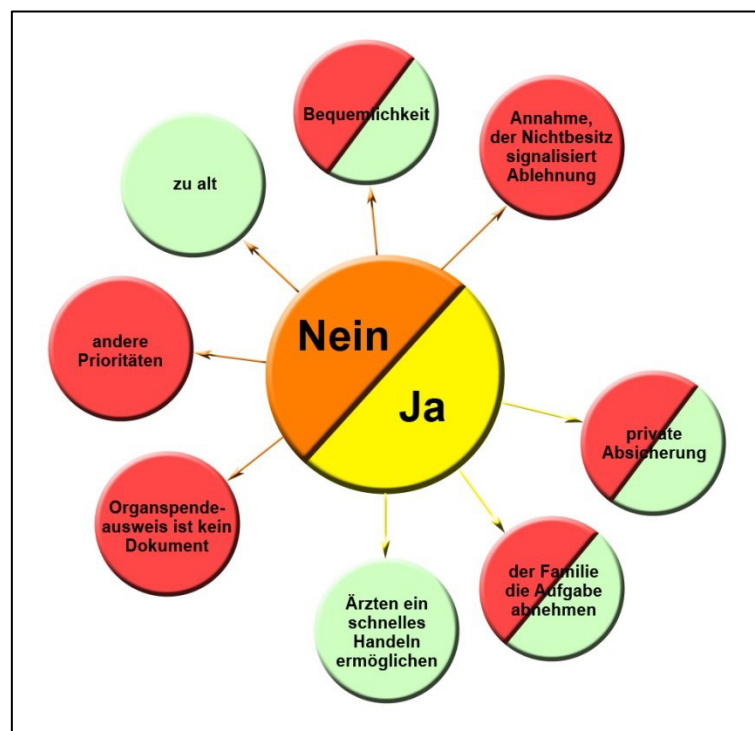 Bequemlichkeit
Annahme,
der Nichtbesitz
signalisiert
Ablehnung
zu alt
andere
Prioritäten
Nein
Ja
private
Absicherung
Organspende-
ausweis ist kein
Dokument
der Familie
die Aufgabe
abnehmen
Ärzten ein
schnelles
Handeln
ermöglichen